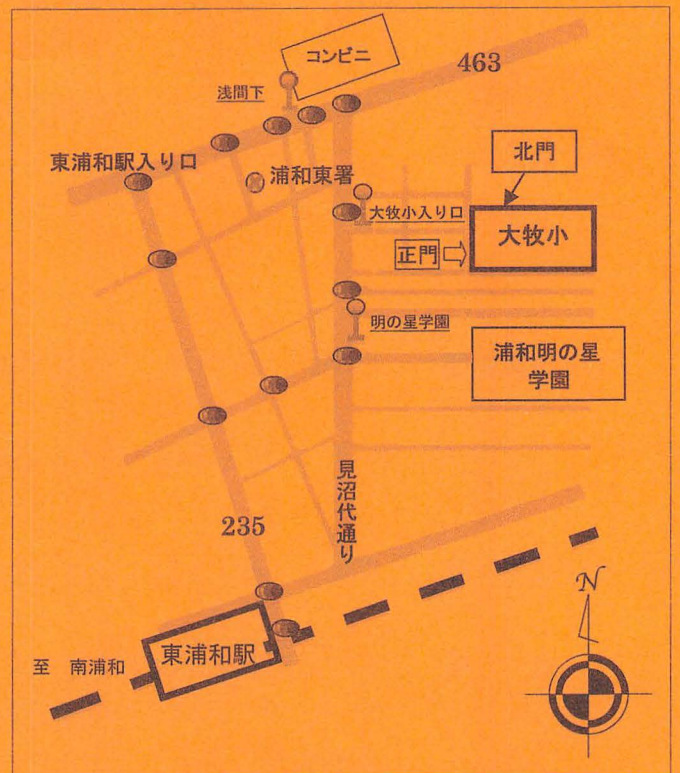 コンビニ
463
浅間下
東浦和駅入り口
浦和東署
北門
大牧小入り口
大牧小
正門
明の星学園
浦和明の星
学園
見沼代通り
235
N
東浦和駅
至 南浦和